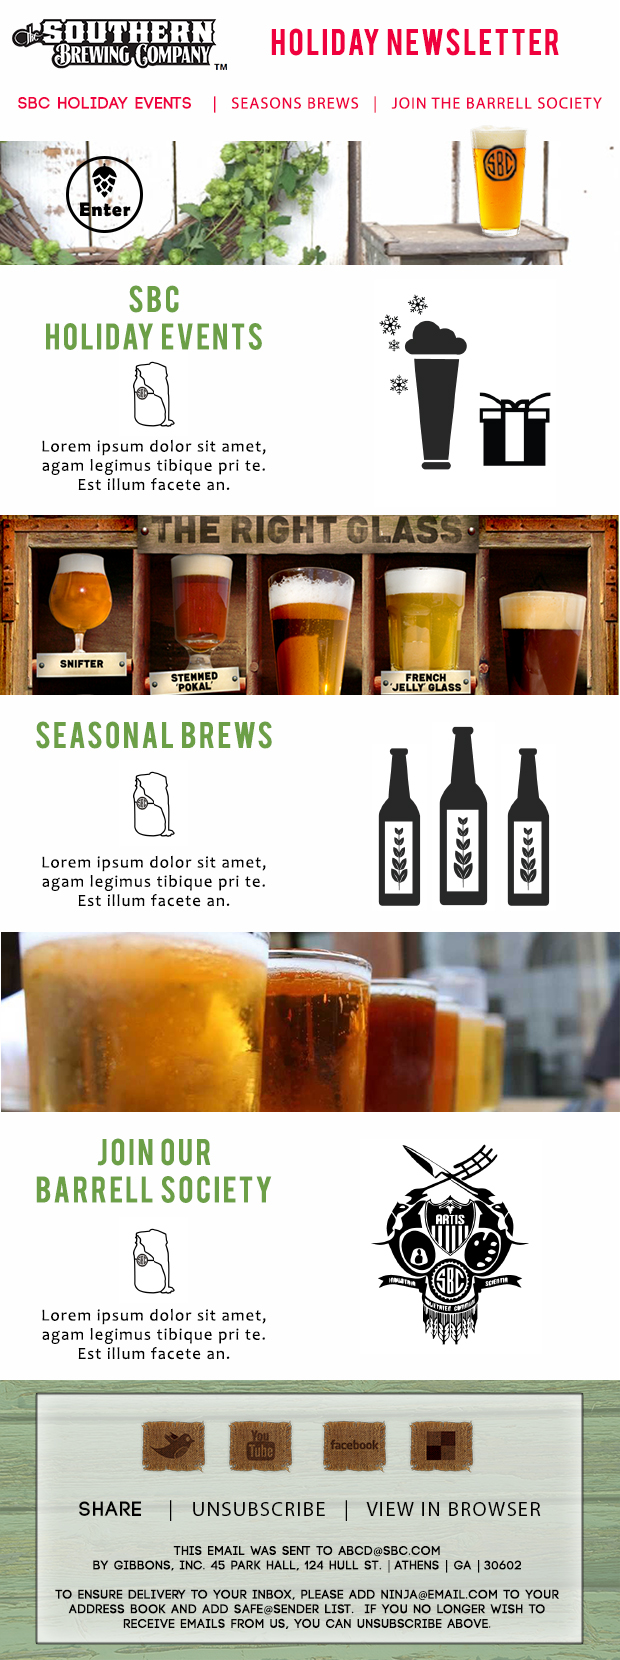 The SOUTHERN
BREWING COMPANY TM
HOLIDAY NEWSLETTER
SBC HOLIDAY EVENTS | SEASONS BREWS | JOIN THE BARRELL SOCIETY
Enter
SBC
SBC
HOLIDAY EVENTS
SBC
Lorem ipsum dolor sit amet,
agam legimus tibique pri te.
Est illum facete an.
THE RIGHT GLASS
SNIFTER
STEMMED
'POKAL'
FRENCH
'JELLY' GLASS
SEASONAL BREWS
SBC
Lorem ipsum dolor sit amet,
agam legimus tibique pri te.
Est illum facete an.
JOIN OUR
BARRELL SOCIETY
SBC
Lorem ipsum dolor sit amet,
agam legimus tibique pri te.
Est illum facete an.
ARTIS
SBC
SCIENTIA
You
Tube
facebook
SHARE | UNSUBSCRIBE | VIEW IN BROWSER
THIS EMAIL WAS SENT TO ABCD@SBC.COM
BY GIBBONS, INC. 45 PARK HALL, 124 HULL ST. | ATHENS | GA | 30602
TO ENSURE DELIVERY TO YOUR INBOX, PLEASE ADD NINJA@EMAIL.COM TO YOUR
ADDRESS BOOK AND ADD SAFE@SENDER LIST. IF YOU NO LONGER WISH TO
RECEIVE EMAILS FROM US, YOU CAN UNSUBSCRIBE ABOVE.